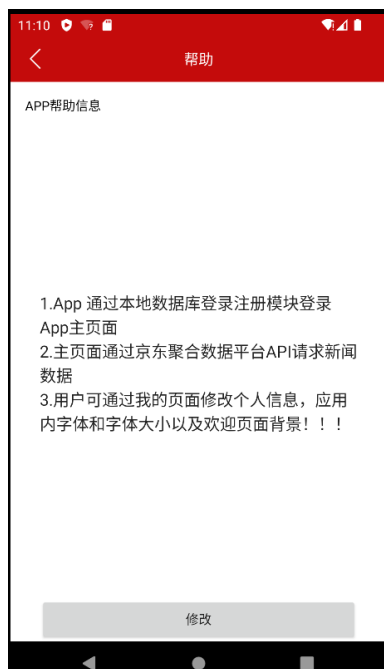 11:10
帮助
APP帮助信息
1.App 通过本地数据库登录注册模块登录
App主页面
2.主页面通过京东聚合数据平台API请求新闻
数据
3.用户可通过我的页面修改个人信息，应用
内字体和字体大小以及欢迎页面背景！！！
修改